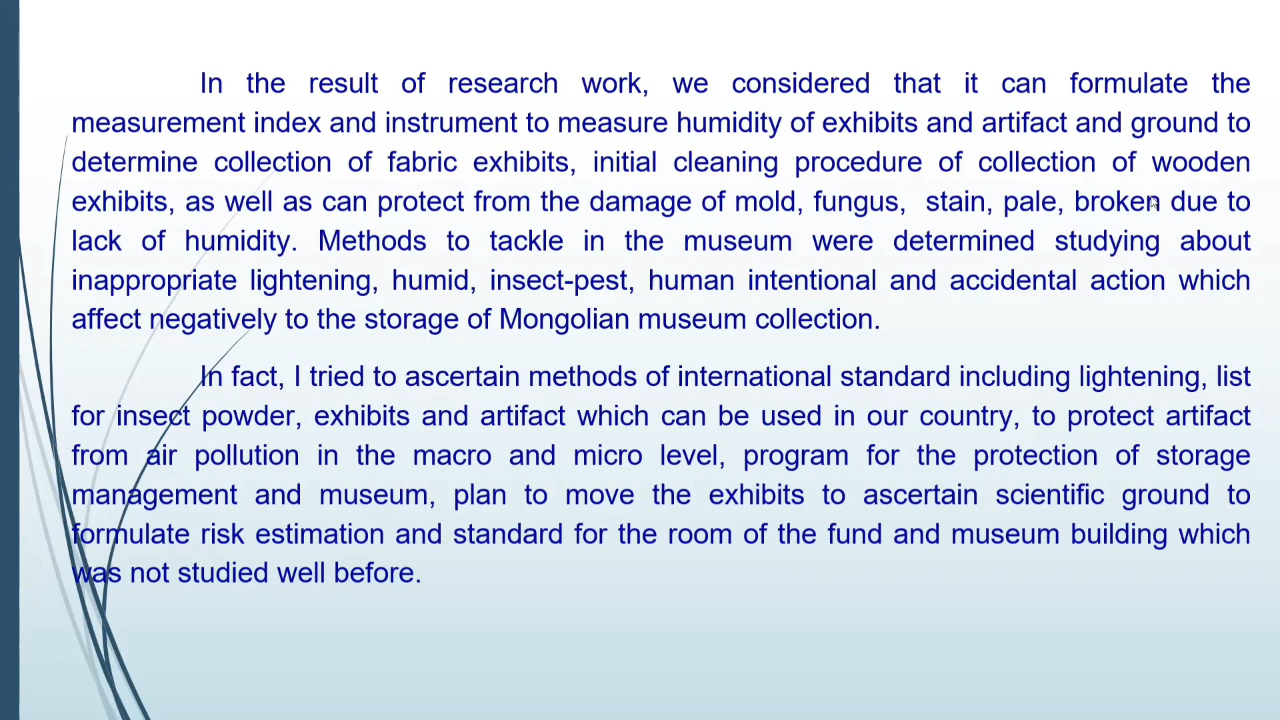 In the result of research work, we considered that it can formulate the
measurement index and instrument to measure humidity of exhibits and artifact and ground to
determine collection of fabric exhibits, initial cleaning procedure of collection of wooden
exhibits, as well as can protect from the damage of mold, fungus, stain, pale, broken due to
lack of humidity. Methods to tackle in the museum were determined studying about
inappropriate lightening, humid, insect-pest, human intentional and accidental action which
affect negatively to the storage of Mongolian museum collection.
In fact, I tried to ascertain methods of international standard including lightening, list
for insect powder, exhibits and artifact which can be used in our country, to protect artifact
from air pollution in the macro and micro level, program for the protection of storage
management and museum, plan to move the exhibits to ascertain scientific ground to
formulate risk estimation and standard for the room of the fund and museum building which
was not studied well before.